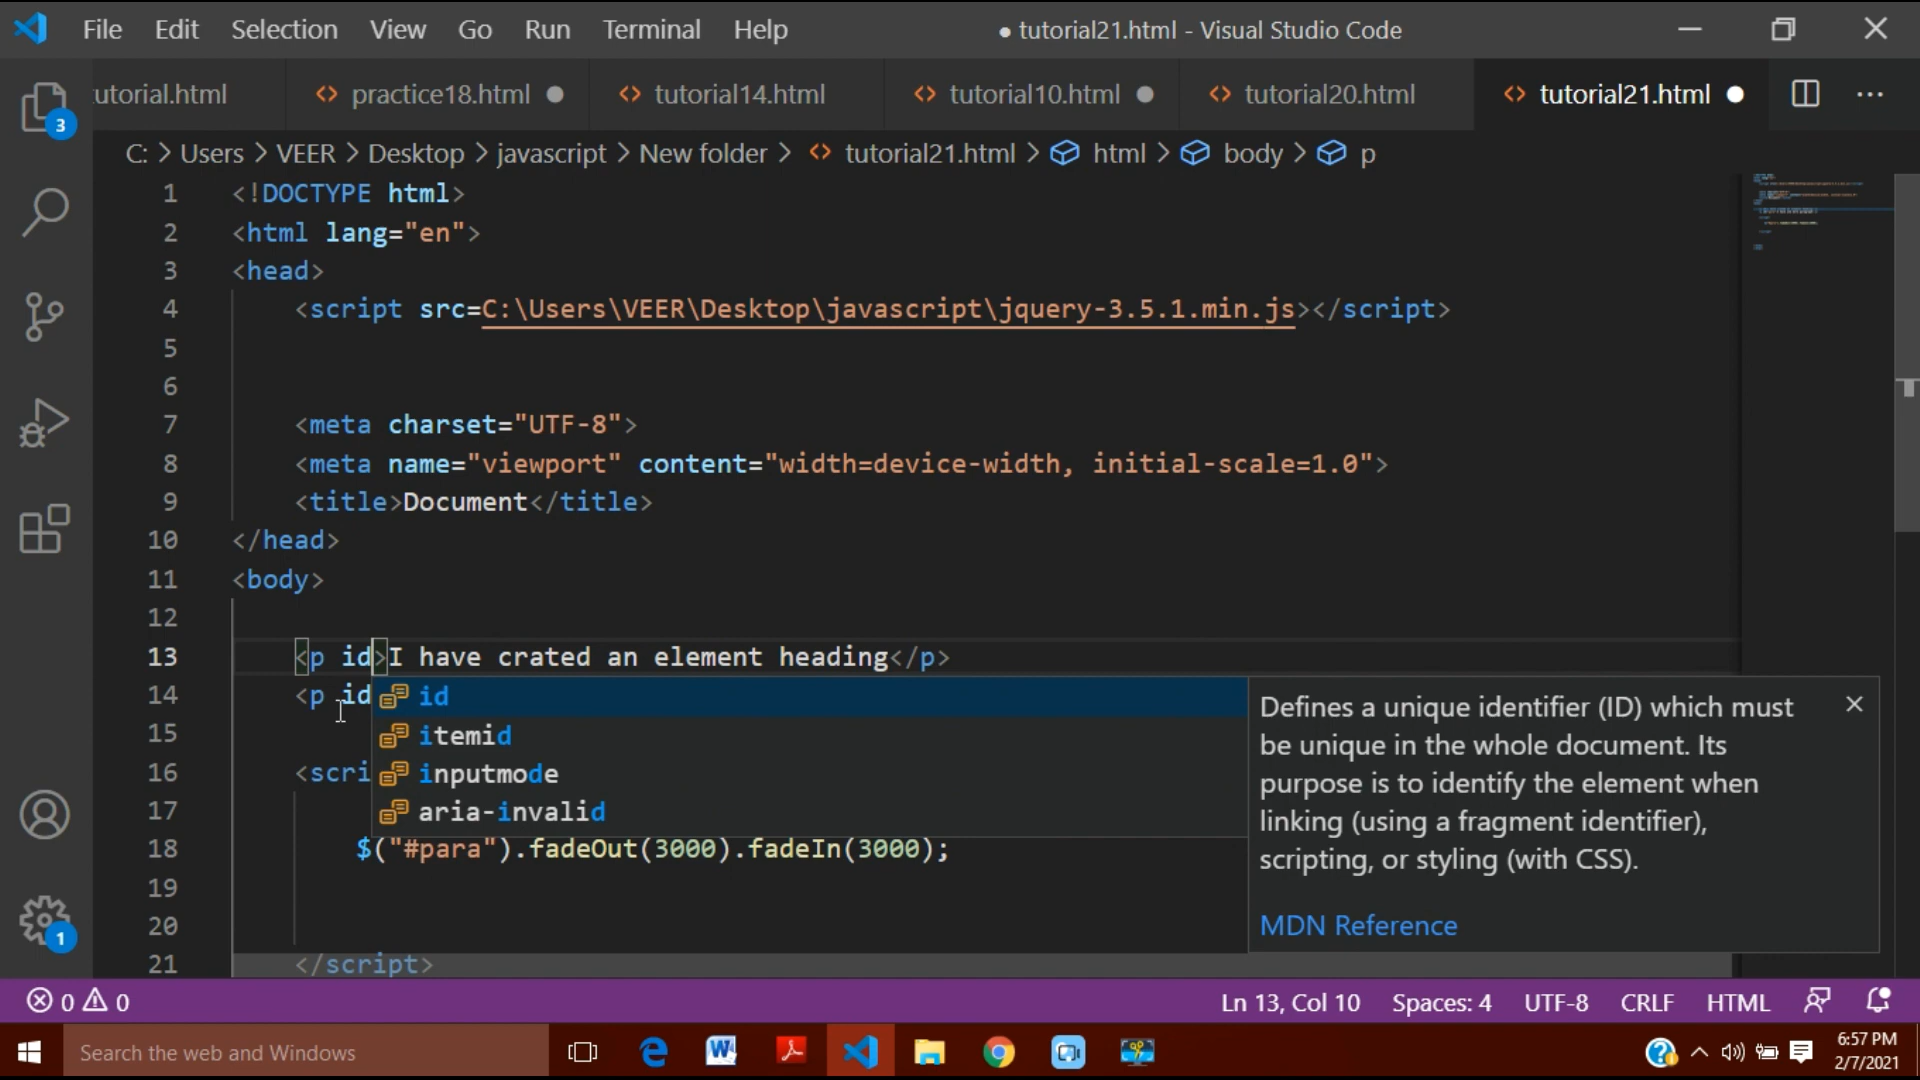 File Edit Selection View Go Run Terminal Help
● tutorial21.html - Visual Studio Code
utorial.html
practice18.html
tutorial14.html
tutorial10.html
tutorial20.html
tutorial21.html
3
C: > Users > VEER > Desktop > javascript > New folder > tutorial21.html > html > body > p
1 <!DOCTYPE html>
2 <html lang="en">
3 <head>
4 <script src=C:\Users\VEER\Desktop\javascript\jquery-3.5.1.min.js></script>
5
6
7 <meta charset="UTF-8">
8 <meta name="viewport" content="width=device-width, initial-scale=1.0">
9 <title>Document</title>
10 </head>
11 <body>
12
13 <p id>I have crated an element heading</p>
14 <p id
15
16 <scri
17
18 $("#para").fadeOut(3000).fadeIn(3000);
19
20
21 </script>
id
itemid
inputmode
aria-invalid
Defines a unique identifier (ID) which must
be unique in the whole document. Its
purpose is to identify the element when
linking (using a fragment identifier),
scripting, or styling (with CSS).
MDN Reference
1
0 0
Ln 13, Col 10 Spaces: 4 UTF-8 CRLF HTML
Search the web and Windows
6:57 PM
2/7/2021